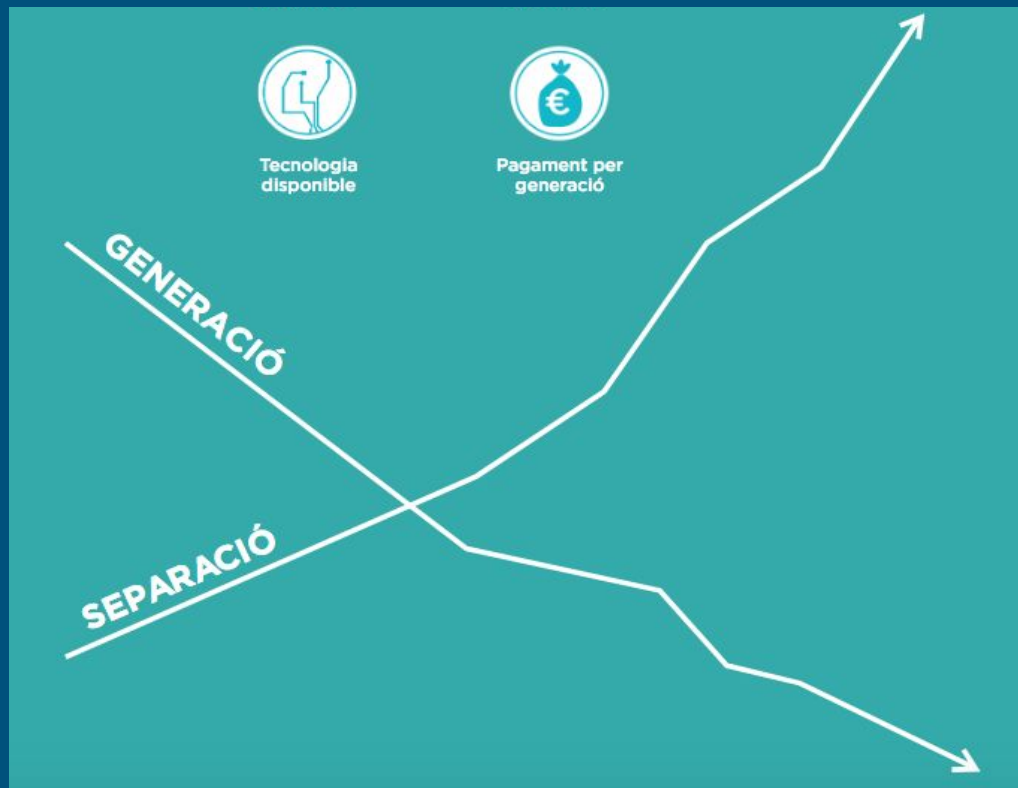 €
Tecnologia
disponible
Pagament per
generació
GENERACIÓ
SEPARACIÓ